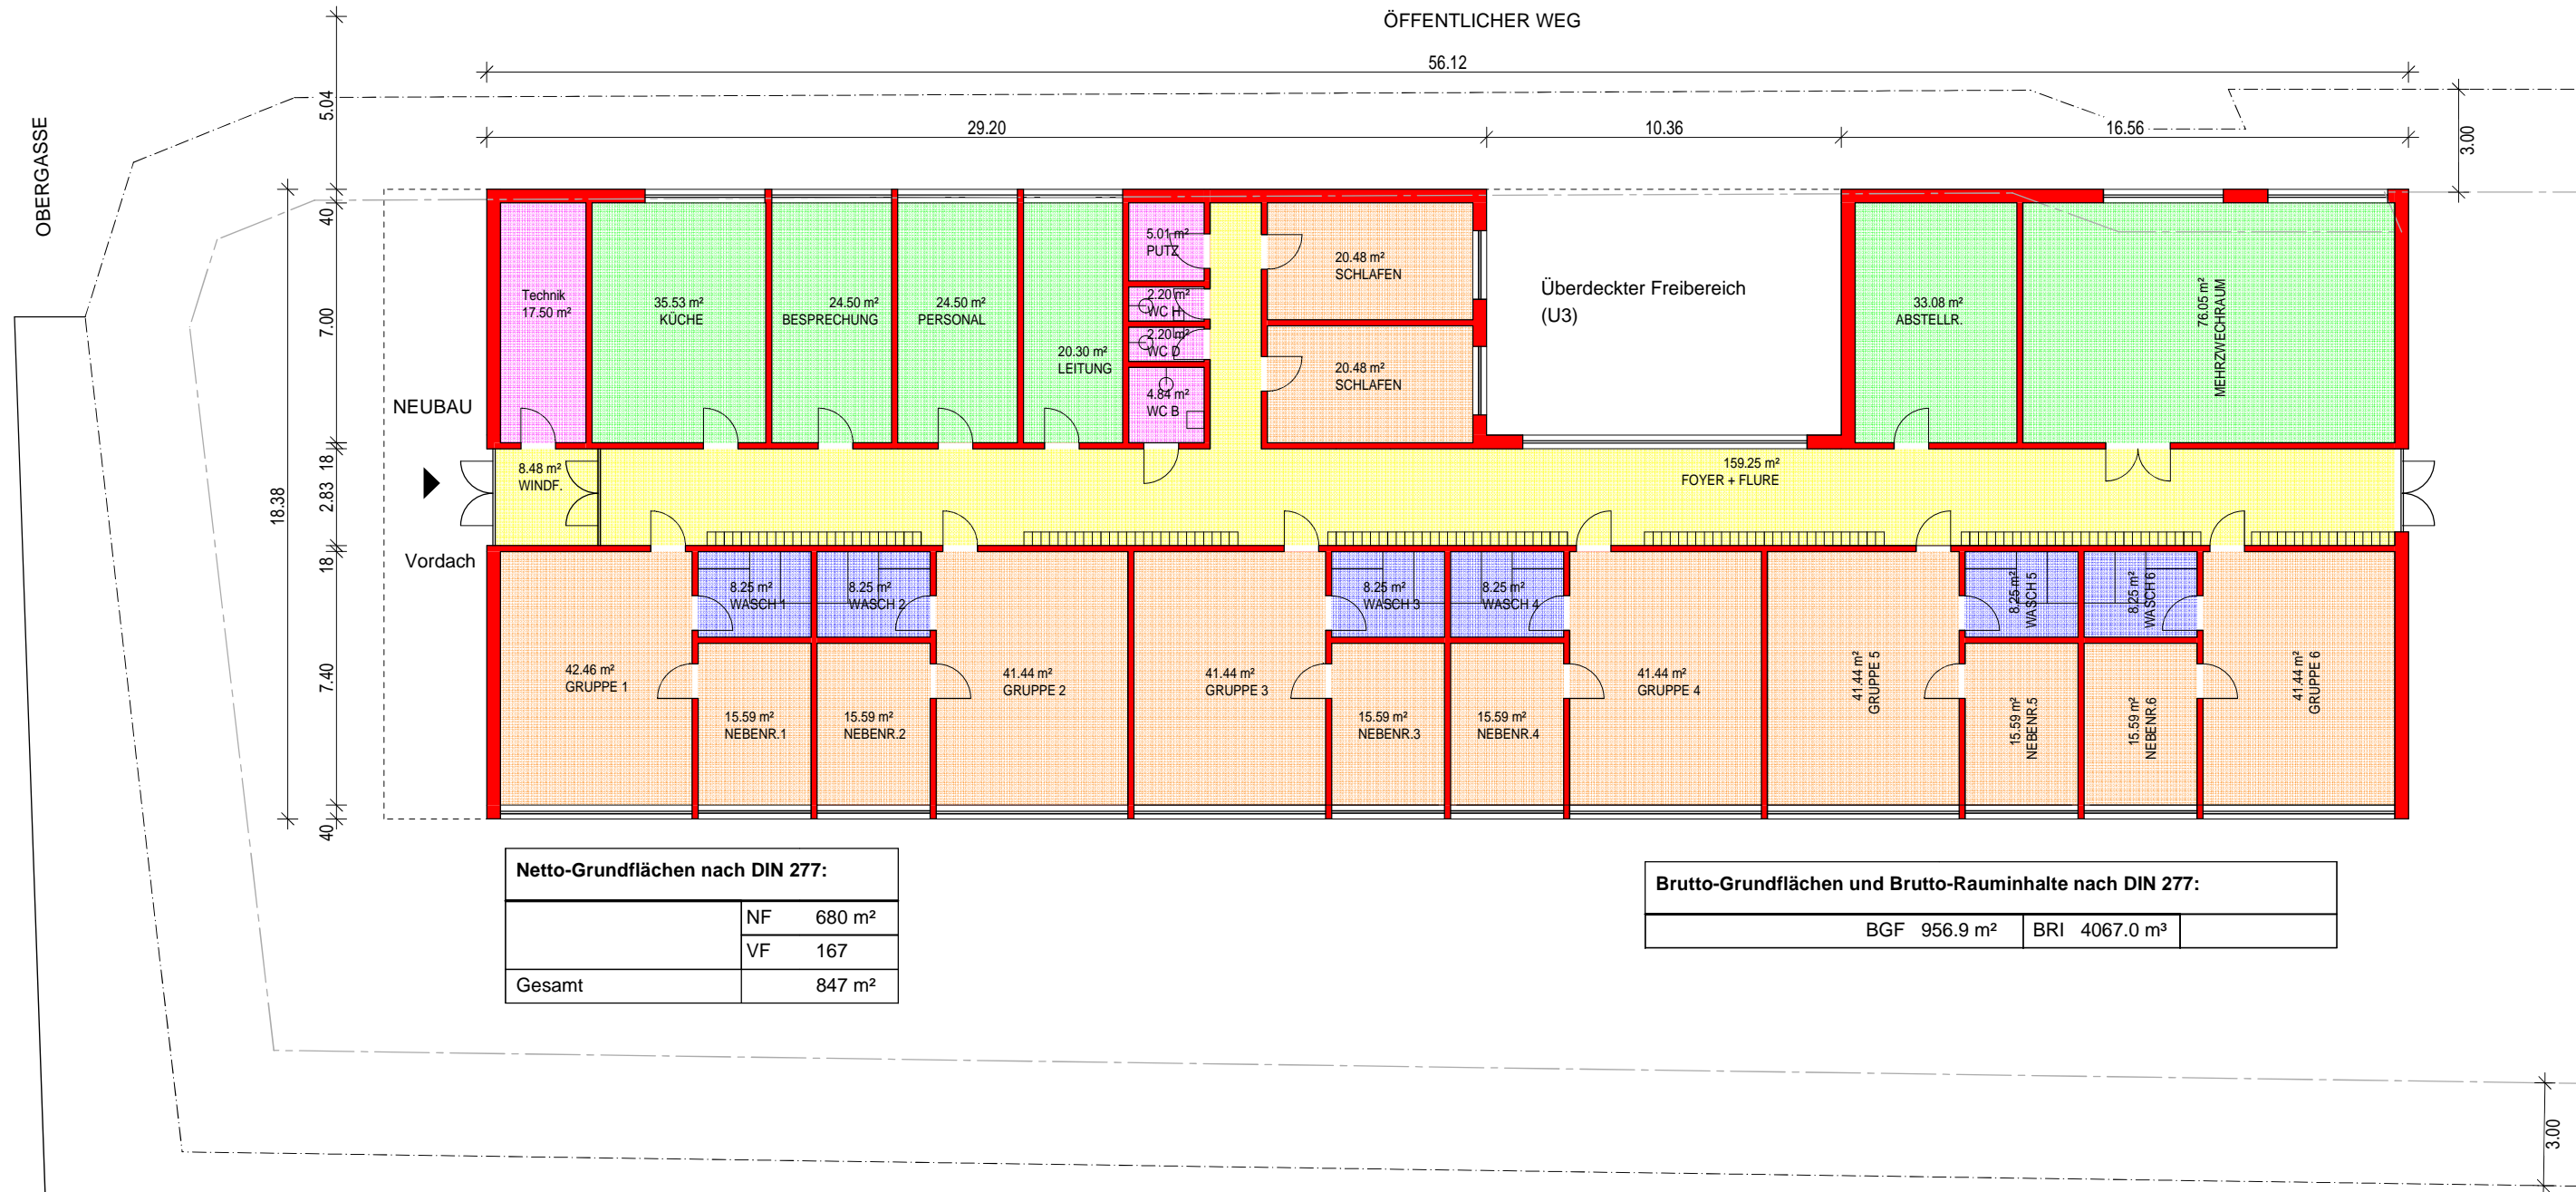 ÖFFENTLICHER WEG
56.12
5.04
OBERGASSE
29.20
10.36
16.56
3.00
40
7.00
18
2.83
18
7.40
40
18.38
NEUBAU
Vordach
Technik
17.50 m²
35.53 m²
KÜCHE
24.50 m²
BESPRECHUNG
24.50 m²
PERSONAL
20.30 m²
LEITUNG
5.01 m²
PUTZ
2.20 m²
WC H
2.20 m²
WC D
4.84 m²
WC B
20.48 m²
SCHLAFEN
20.48 m²
SCHLAFEN
Überdeckter Freibereich
(U3)
33.08 m²
ABSTELLR.
76.05 m²
MEHRZWECHRAUM
8.48 m²
WINDF.
159.25 m²
FOYER + FLURE
42.46 m²
GRUPPE 1
8.25 m²
WASCH 1
8.25 m²
WASCH 2
15.59 m²
NEBENR.1
15.59 m²
NEBENR.2
41.44 m²
GRUPPE 2
41.44 m²
GRUPPE 3
8.25 m²
WASCH 3
8.25 m²
WASCH 4
15.59 m²
NEBENR.3
15.59 m²
NEBENR.4
41.44 m²
GRUPPE 4
41.44 m²
GRUPPE 5
8.25 m²
WASCH 5
8.25 m²
WASCH 6
15.59 m²
NEBENR.5
15.59 m²
NEBENR.6
41.44 m²
GRUPPE 6
Netto-Grundflächen nach DIN 277:
NF 680 m²
VF 167
Gesamt 847 m²
Brutto-Grundflächen und Brutto-Rauminhalte nach DIN 277:
BGF 956.9 m² BRI 4067.0 m³
3.00